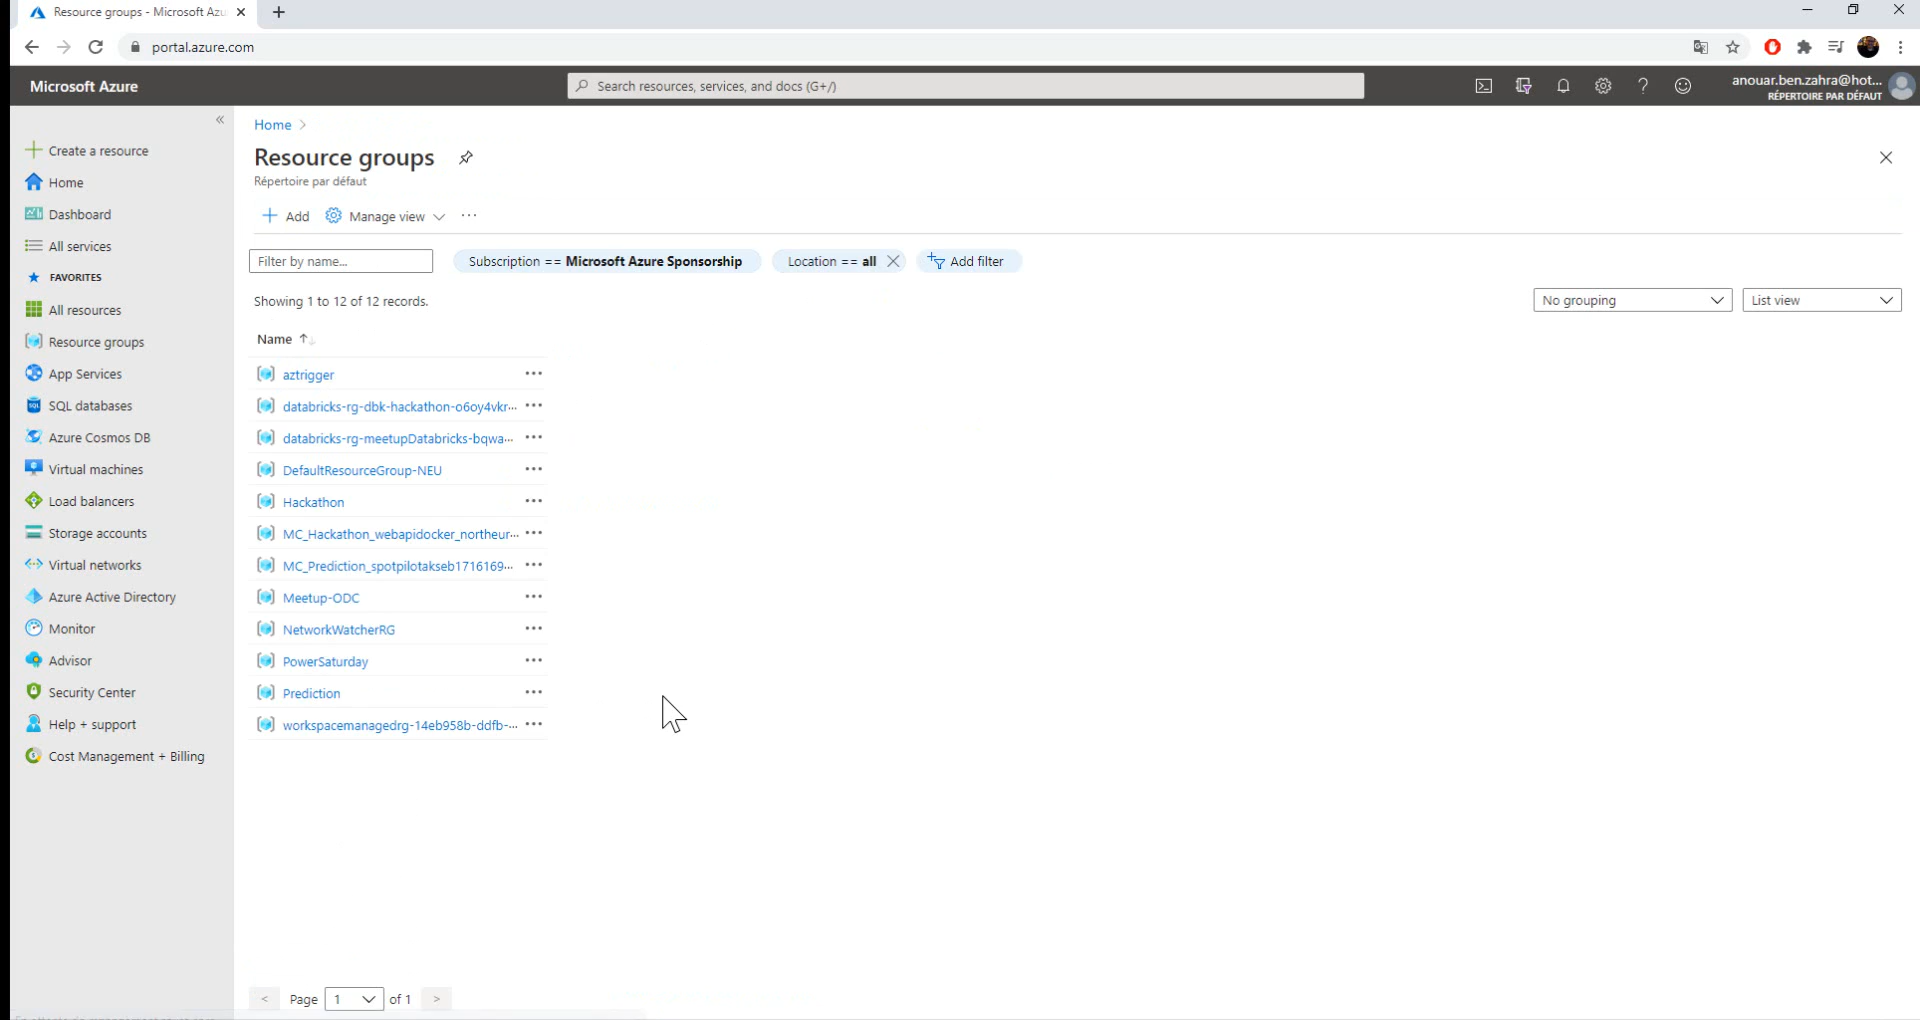 Resource groups - Microsoft Azu
portal.azure.com
Microsoft Azure
Search resources, services, and docs (G+/)
anouar.ben.zahra@hot...
RÉPERTOIRE PAR DÉFAUT
Create a resource
Home
Dashboard
All services
FAVORITES
All resources
Resource groups
App Services
SQL databases
Azure Cosmos DB
Virtual machines
Load balancers
Storage accounts
Virtual networks
Azure Active Directory
Monitor
Advisor
Security Center
Help + support
Cost Management + Billing
Home >
Resource groups
Répertoire par défaut
Add
Manage view
Filter by name...
Subscription == Microsoft Azure Sponsorship
Location == all
Add filter
Showing 1 to 12 of 12 records.
No grouping
List view
Name
aztrigger
databricks-rg-dbk-hackathon-o6oy4vkr...
databricks-rg-meetupDatabricks-bqwa...
DefaultResourceGroup-NEU
Hackathon
MC_Hackathon_webapidocker_northeur...
MC_Prediction_spotpilotakseb1716169...
Meetup-ODC
NetworkWatcherRG
PowerSaturday
Prediction
workspacemanagedrg-14eb958b-ddfb-...
< Page 1 of 1 >